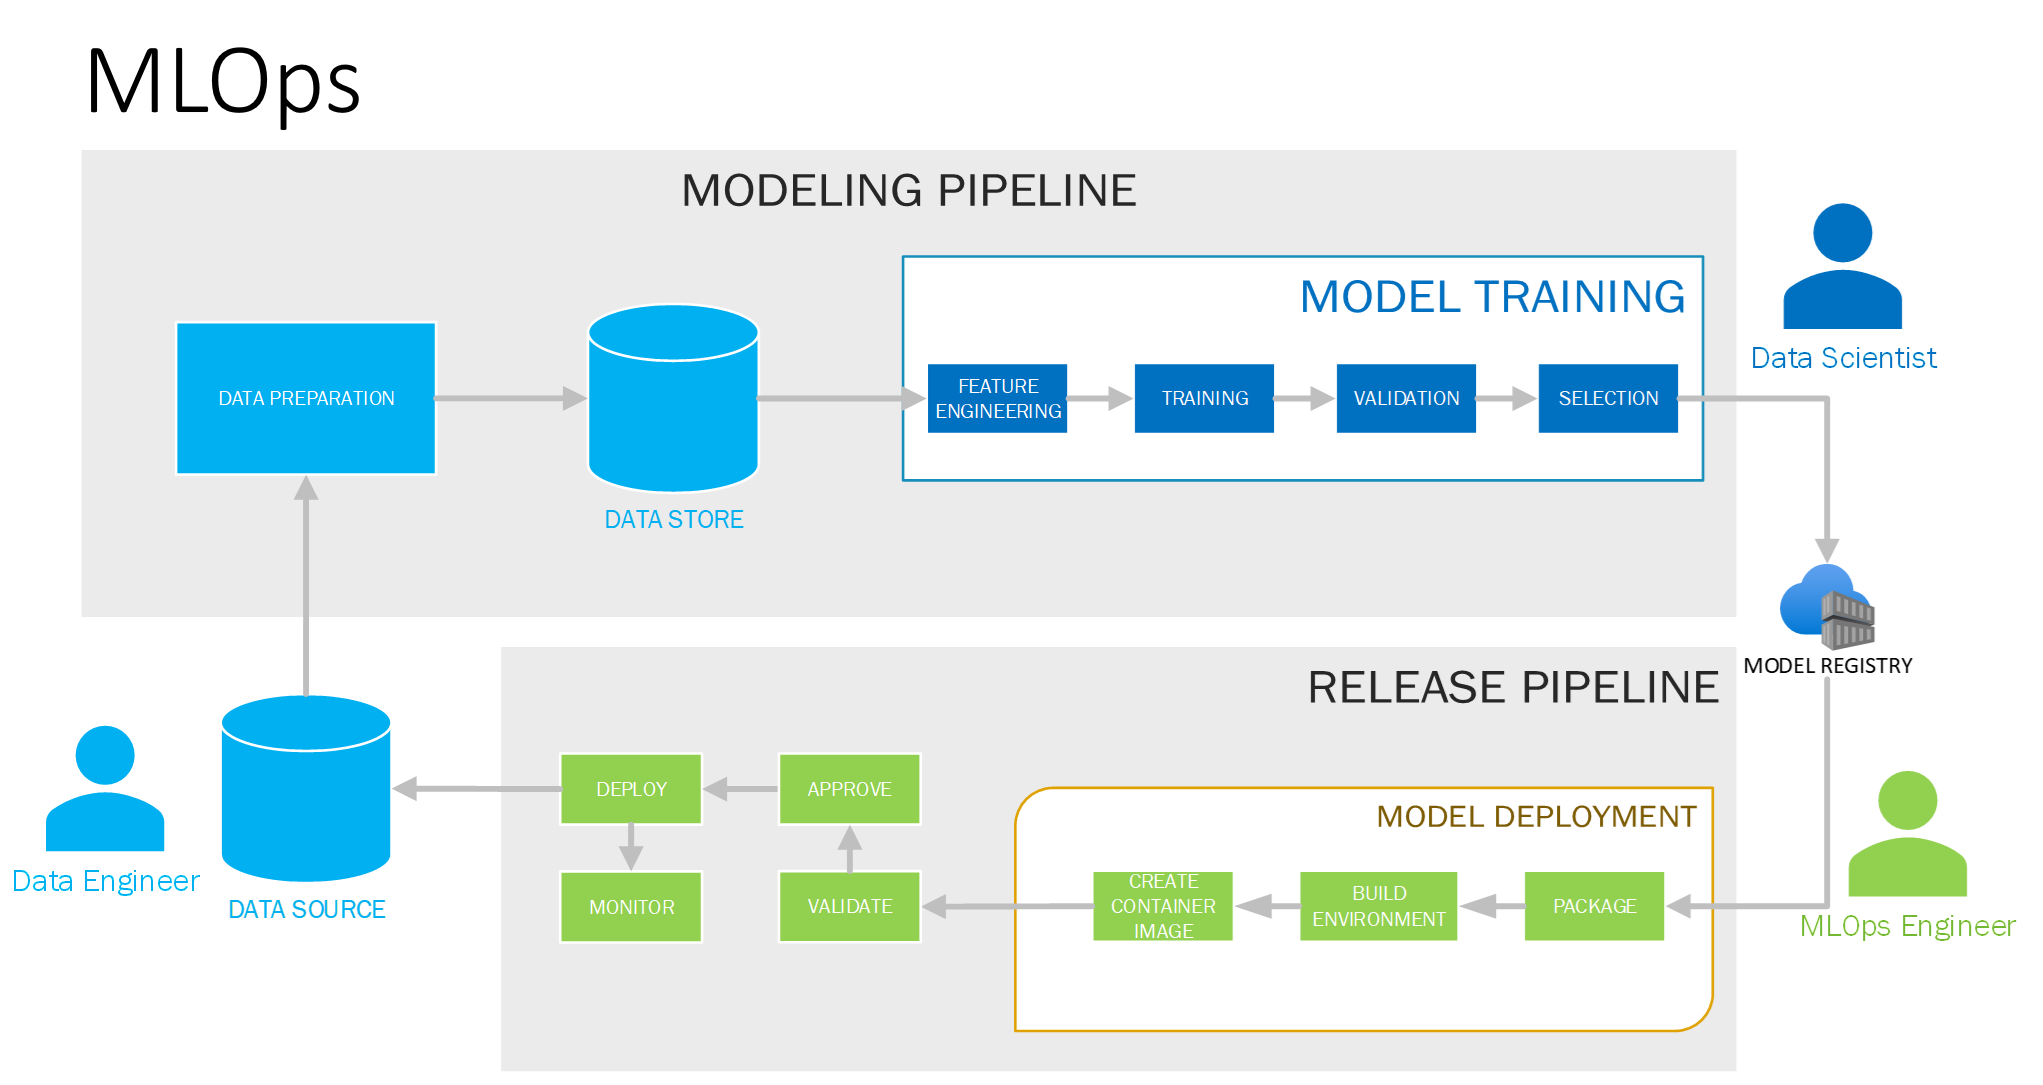 MLOps
MODELING PIPELINE
MODEL TRAINING
DATA PREPARATION
DATA STORE
FEATURE
ENGINEERING
TRAINING
VALIDATION
SELECTION
Data Scientist
MODEL REGISTRY
RELEASE PIPELINE
Data Engineer
DATA SOURCE
DEPLOY
APPROVE
MONITOR
VALIDATE
MODEL DEPLOYMENT
CREATE
CONTAINER
IMAGE
BUILD
ENVIRONMENT
PACKAGE
MLOps Engineer